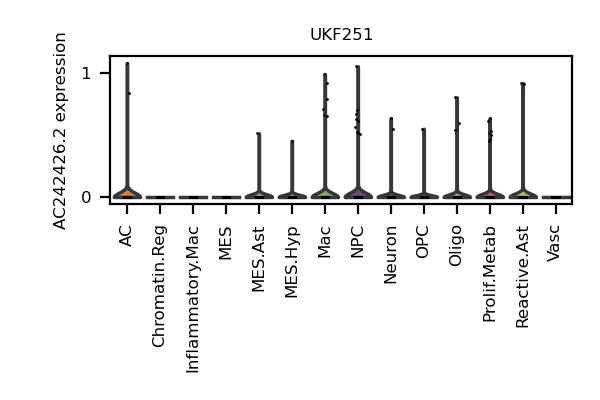 UKF251
AC242426.2 expression
1
0
AC
Chromatin.Reg
Inflammatory.Mac
MES
MES.Ast
MES.Hyp
Mac
NPC
Neuron
OPC
Oligo
Prolif.Metab
Reactive.Ast
Vasc